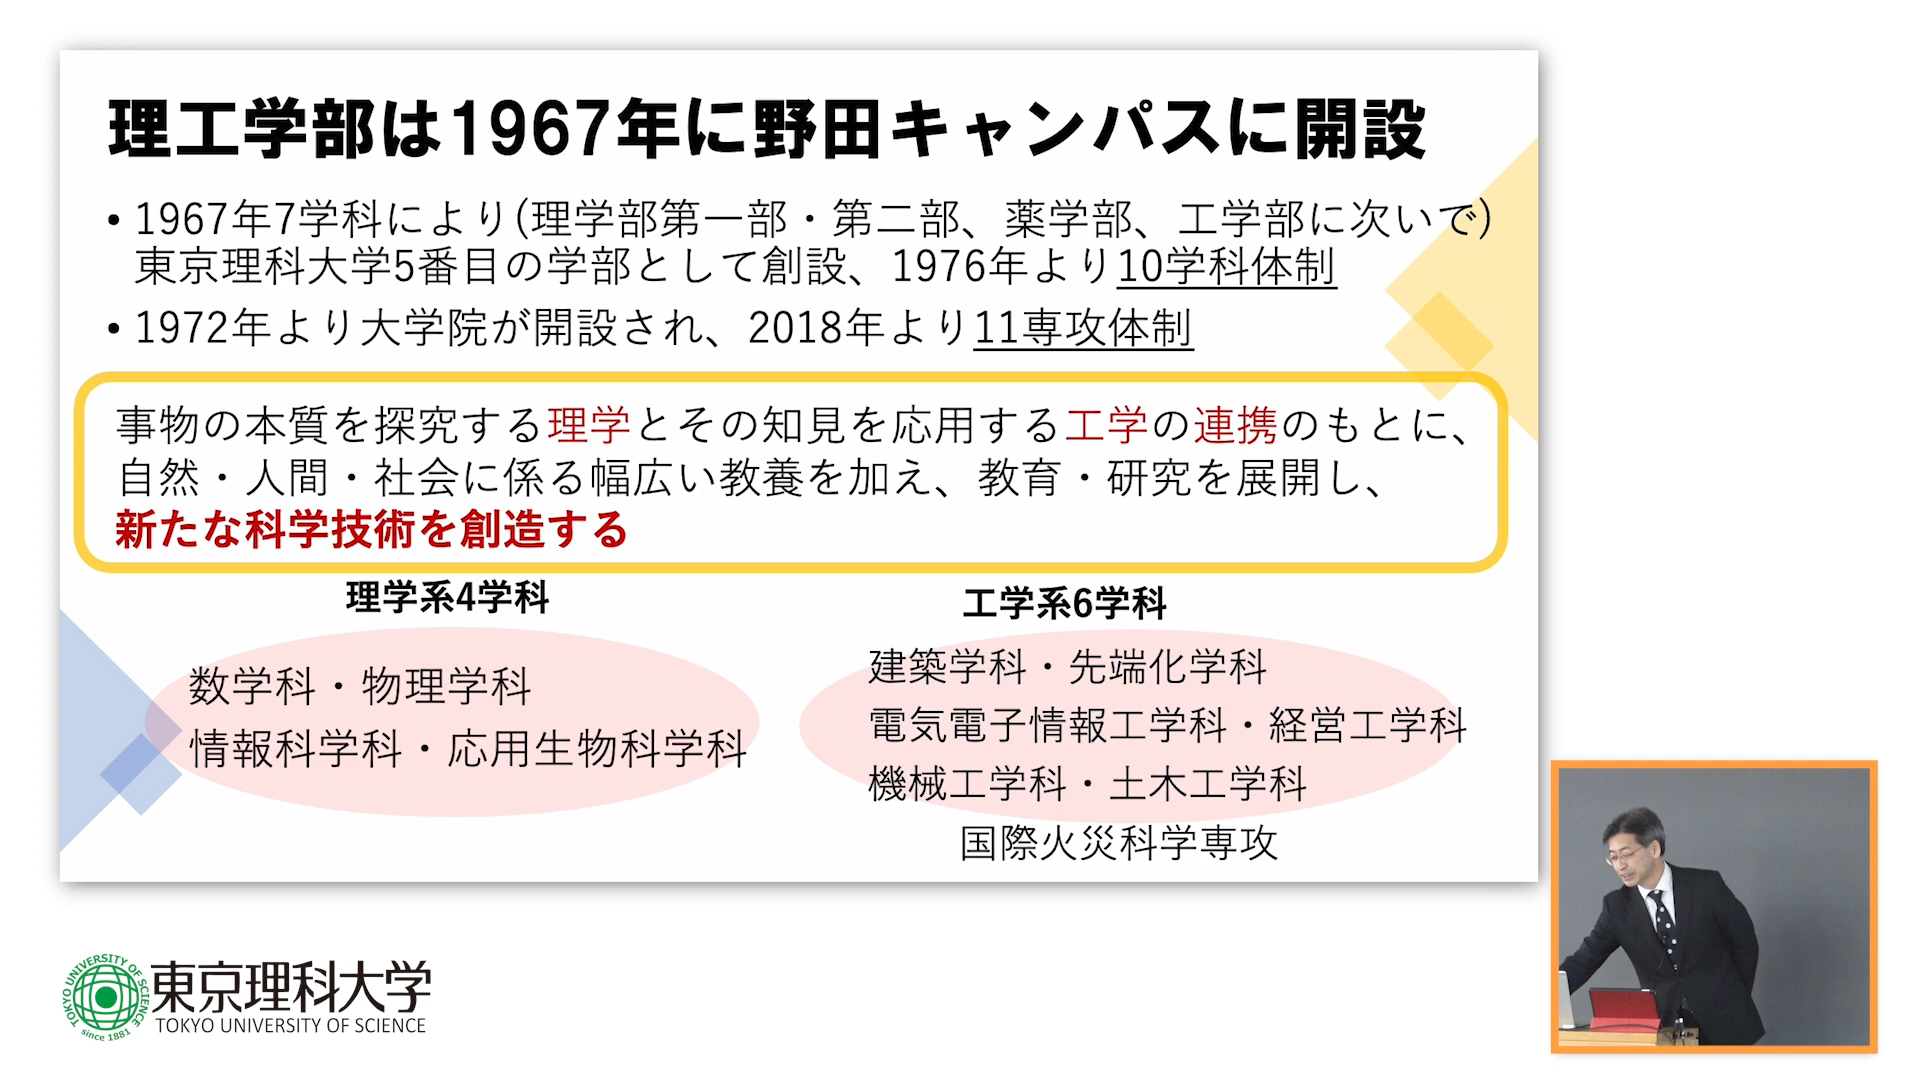 理工学部は1967年に野田キャンパスに開設
• 1967年7学科により(理学部第一部・第二部、薬学部、工学部に次いで)
東京理科大学5番目の学部として創設、1976年より10学科体制
• 1972年より大学院が開設され、2018年より11専攻体制
事物の本質を探究する理学とその知見を応用する工学の連携のもとに、
自然・人間・社会に係る幅広い教養を加え、教育・研究を展開し、
新たな科学技術を創造する
理学系4学科
数学科・物理学科
情報科学科・応用生物科学科
工学系6学科
建築学科・先端化学科
電気電子情報工学科・経営工学科
機械工学科・土木工学科
国際火災科学専攻
TOKYO UNIVERSITY OF SCIENCE
since 1881
東京理科大学
TOKYO UNIVERSITY OF SCIENCE